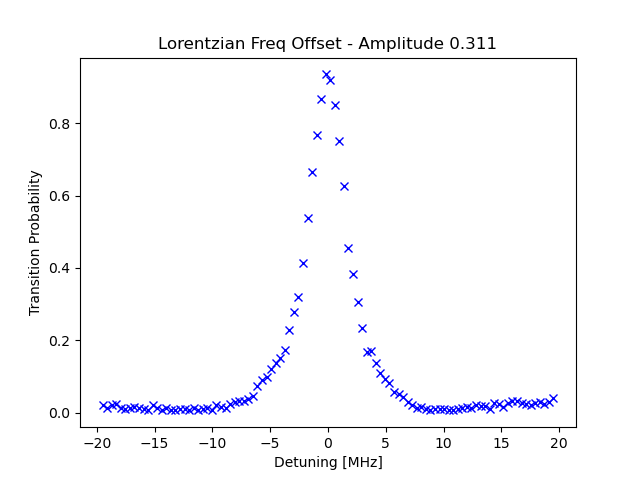 Lorentzian Freq Offset - Amplitude 0.311
Transition Probability
0.8
0.6
0.4
0.2
0.0
−20 −15 −10 −5 0 5 10 15 20
Detuning [MHz]